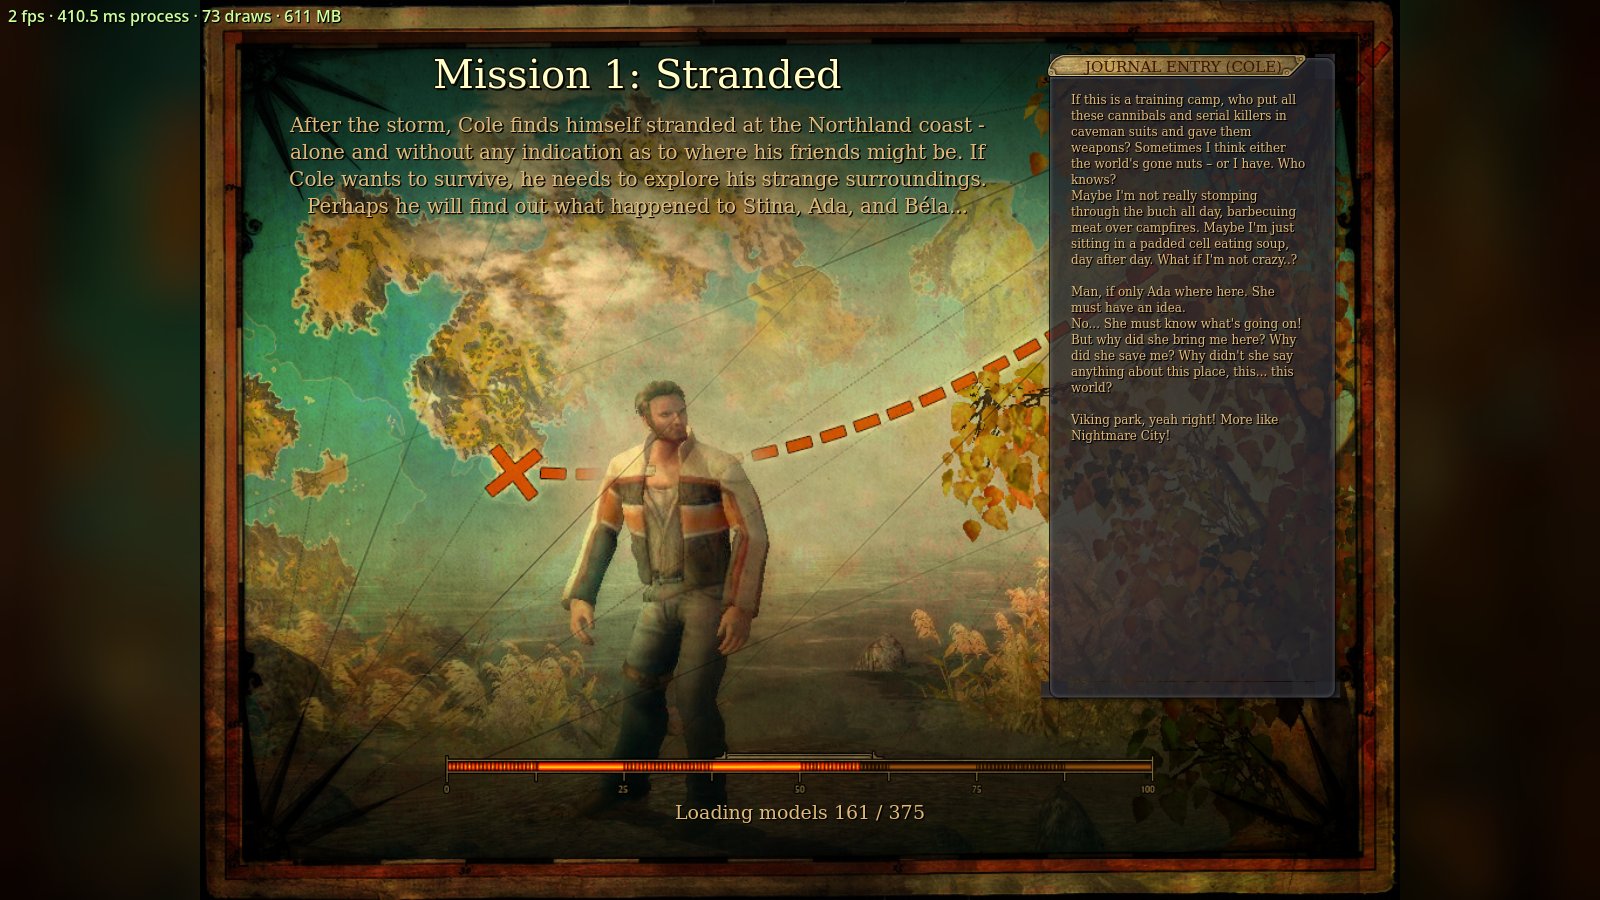 2 fps · 410.5 ms process · 73 draws · 611 MB
Mission 1: Stranded
After the storm, Cole finds himself stranded at the Northland coast -
alone and without any indication as to where his friends might be. If
Cole wants to survive, he needs to explore his strange surroundings.
Perhaps he will find out what happened to Stina, Ada, and Béla...
JOURNAL ENTRY (COLE)
If this is a training camp, who put all
these cannibals and serial killers in
caveman suits and gave them
weapons? Sometimes I think either
the world's gone nuts – or I have. Who
knows?
Maybe I'm not really stomping
through the buch all day, barbecuing
meat over campfires. Maybe I'm just
sitting in a padded cell eating soup,
day after day. What if I'm not crazy..?
Man, if only Ada where here. She
must have an idea.
No... She must know what's going on!
But why did she bring me here? Why
did she save me? Why didn't she say
anything about this place, this... this
world?
Viking park, yeah right! More like
Nightmare City!
0 25 50 75 100
Loading models 161 / 375